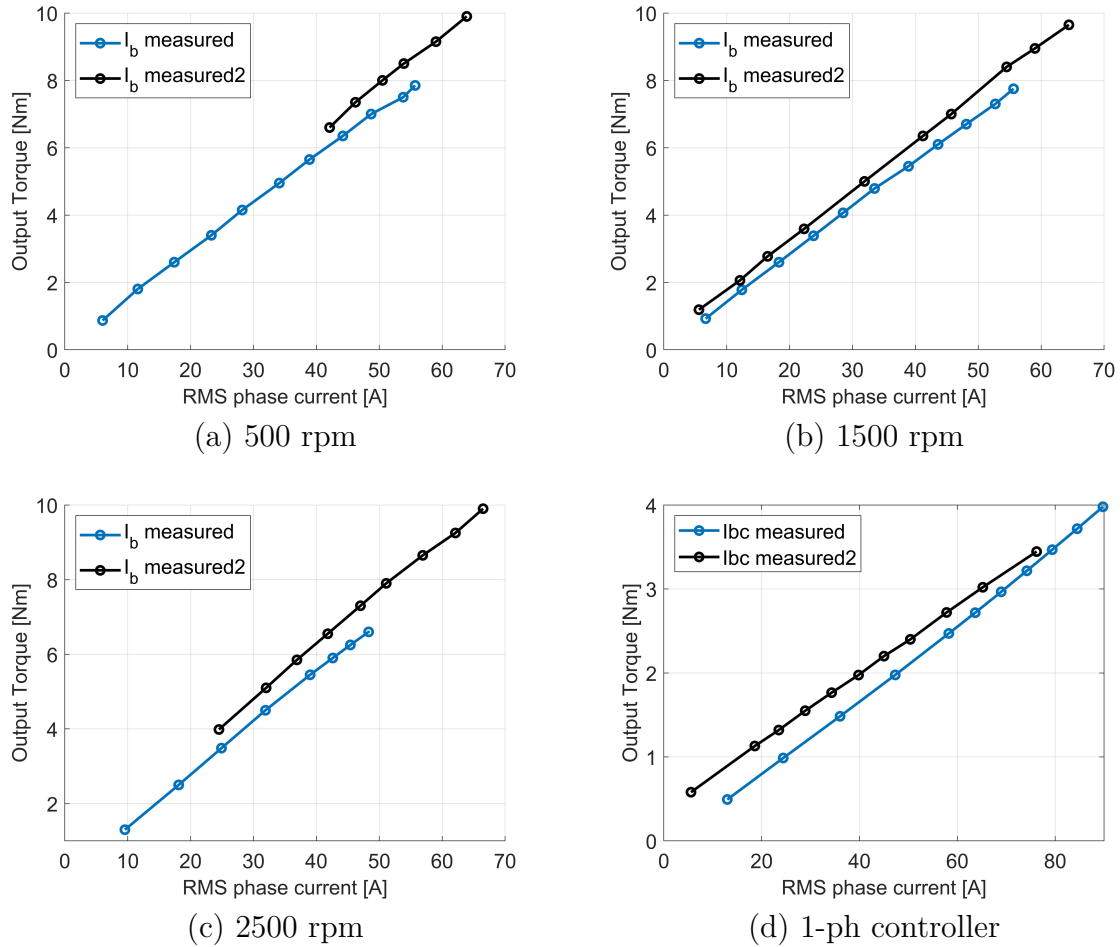 10
8
6
4
2
0
Output Torque [Nm]
I_b measured
I_b measured2
0 10 20 30 40 50 60 70
RMS phase current [A]
(a) 500 rpm
10
8
6
4
2
0
Output Torque [Nm]
I_b measured
I_b measured2
0 10 20 30 40 50 60 70
RMS phase current [A]
(b) 1500 rpm
10
8
6
4
2
Output Torque [Nm]
I_b measured
I_b measured2
0 10 20 30 40 50 60 70
RMS phase current [A]
(c) 2500 rpm
4
3
2
1
0
Output Torque [Nm]
Ibc measured
Ibc measured2
20 40 60 80
RMS phase current [A]
(d) 1-ph controller